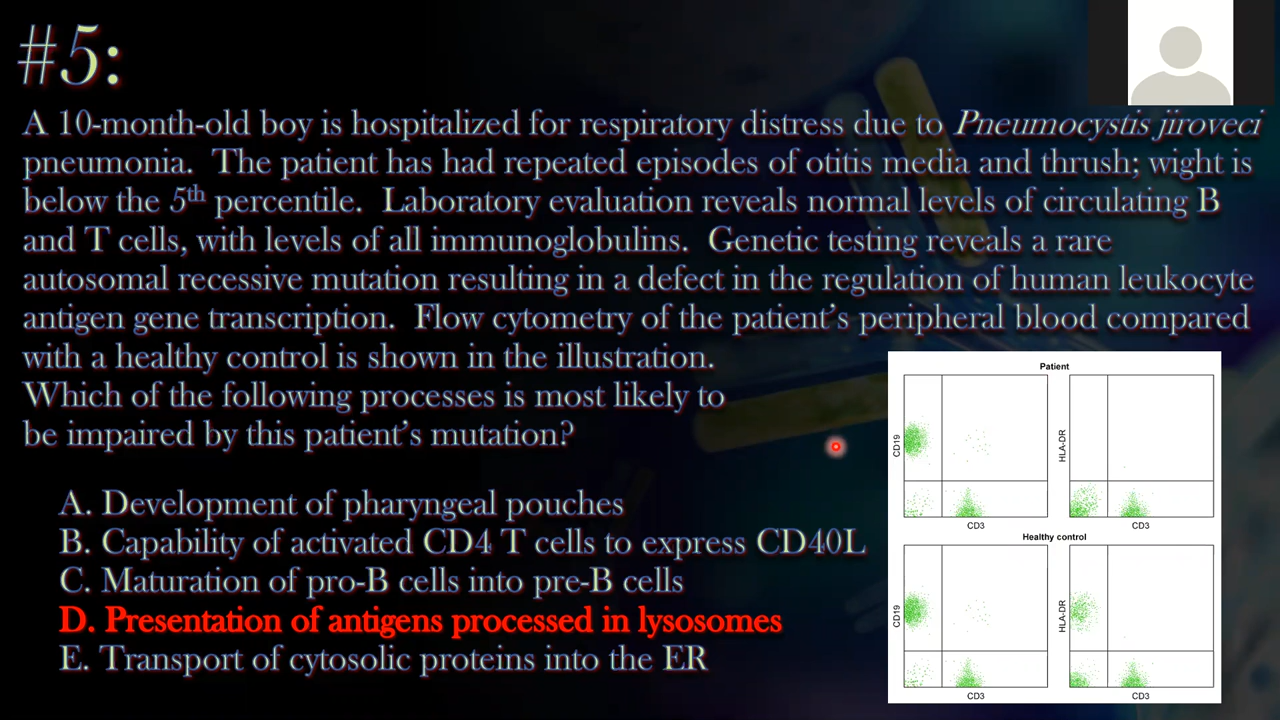 #5:
A 10-month-old boy is hospitalized for respiratory distress due to Pneumocystis jiroveci
pneumonia. The patient has had repeated episodes of otitis media and thrush; wight is
below the 5th percentile. Laboratory evaluation reveals normal levels of circulating B
and T cells, with levels of all immunoglobulins. Genetic testing reveals a rare
autosomal recessive mutation resulting in a defect in the regulation of human leukocyte
antigen gene transcription. Flow cytometry of the patient's peripheral blood compared
with a healthy control is shown in the illustration.
Which of the following processes is most likely to
be impaired by this patient's mutation?
A. Development of pharyngeal pouches
B. Capability of activated CD4 T cells to express CD40L
C. Maturation of pro-B cells into pre-B cells
D. Presentation of antigens processed in lysosomes
E. Transport of cytosolic proteins into the ER
Patient
CD19
CD3
HLA-DR
CD3
Healthy control
CD19
CD3
HLA-DR
CD3